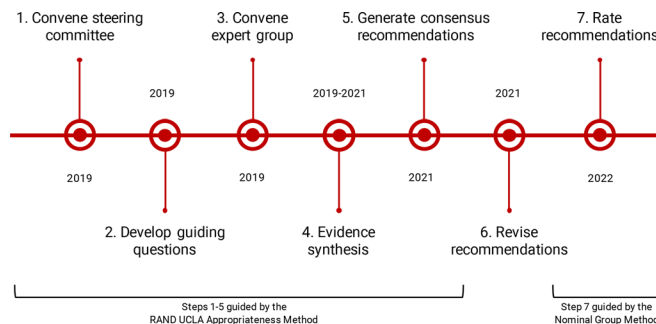 1. Convene steering
committee
3. Convene
expert group
5. Generate consensus
recommendations
7. Rate
recommendations
2019
2019-2021
2021
2019
2019
2021
2022
2. Develop guiding
questions
4. Evidence
synthesis
6. Revise
recommendations
Steps 1-5 guided by the
RAND UCLA Appropriateness Method
Step 7 guided by the
Nominal Group Method